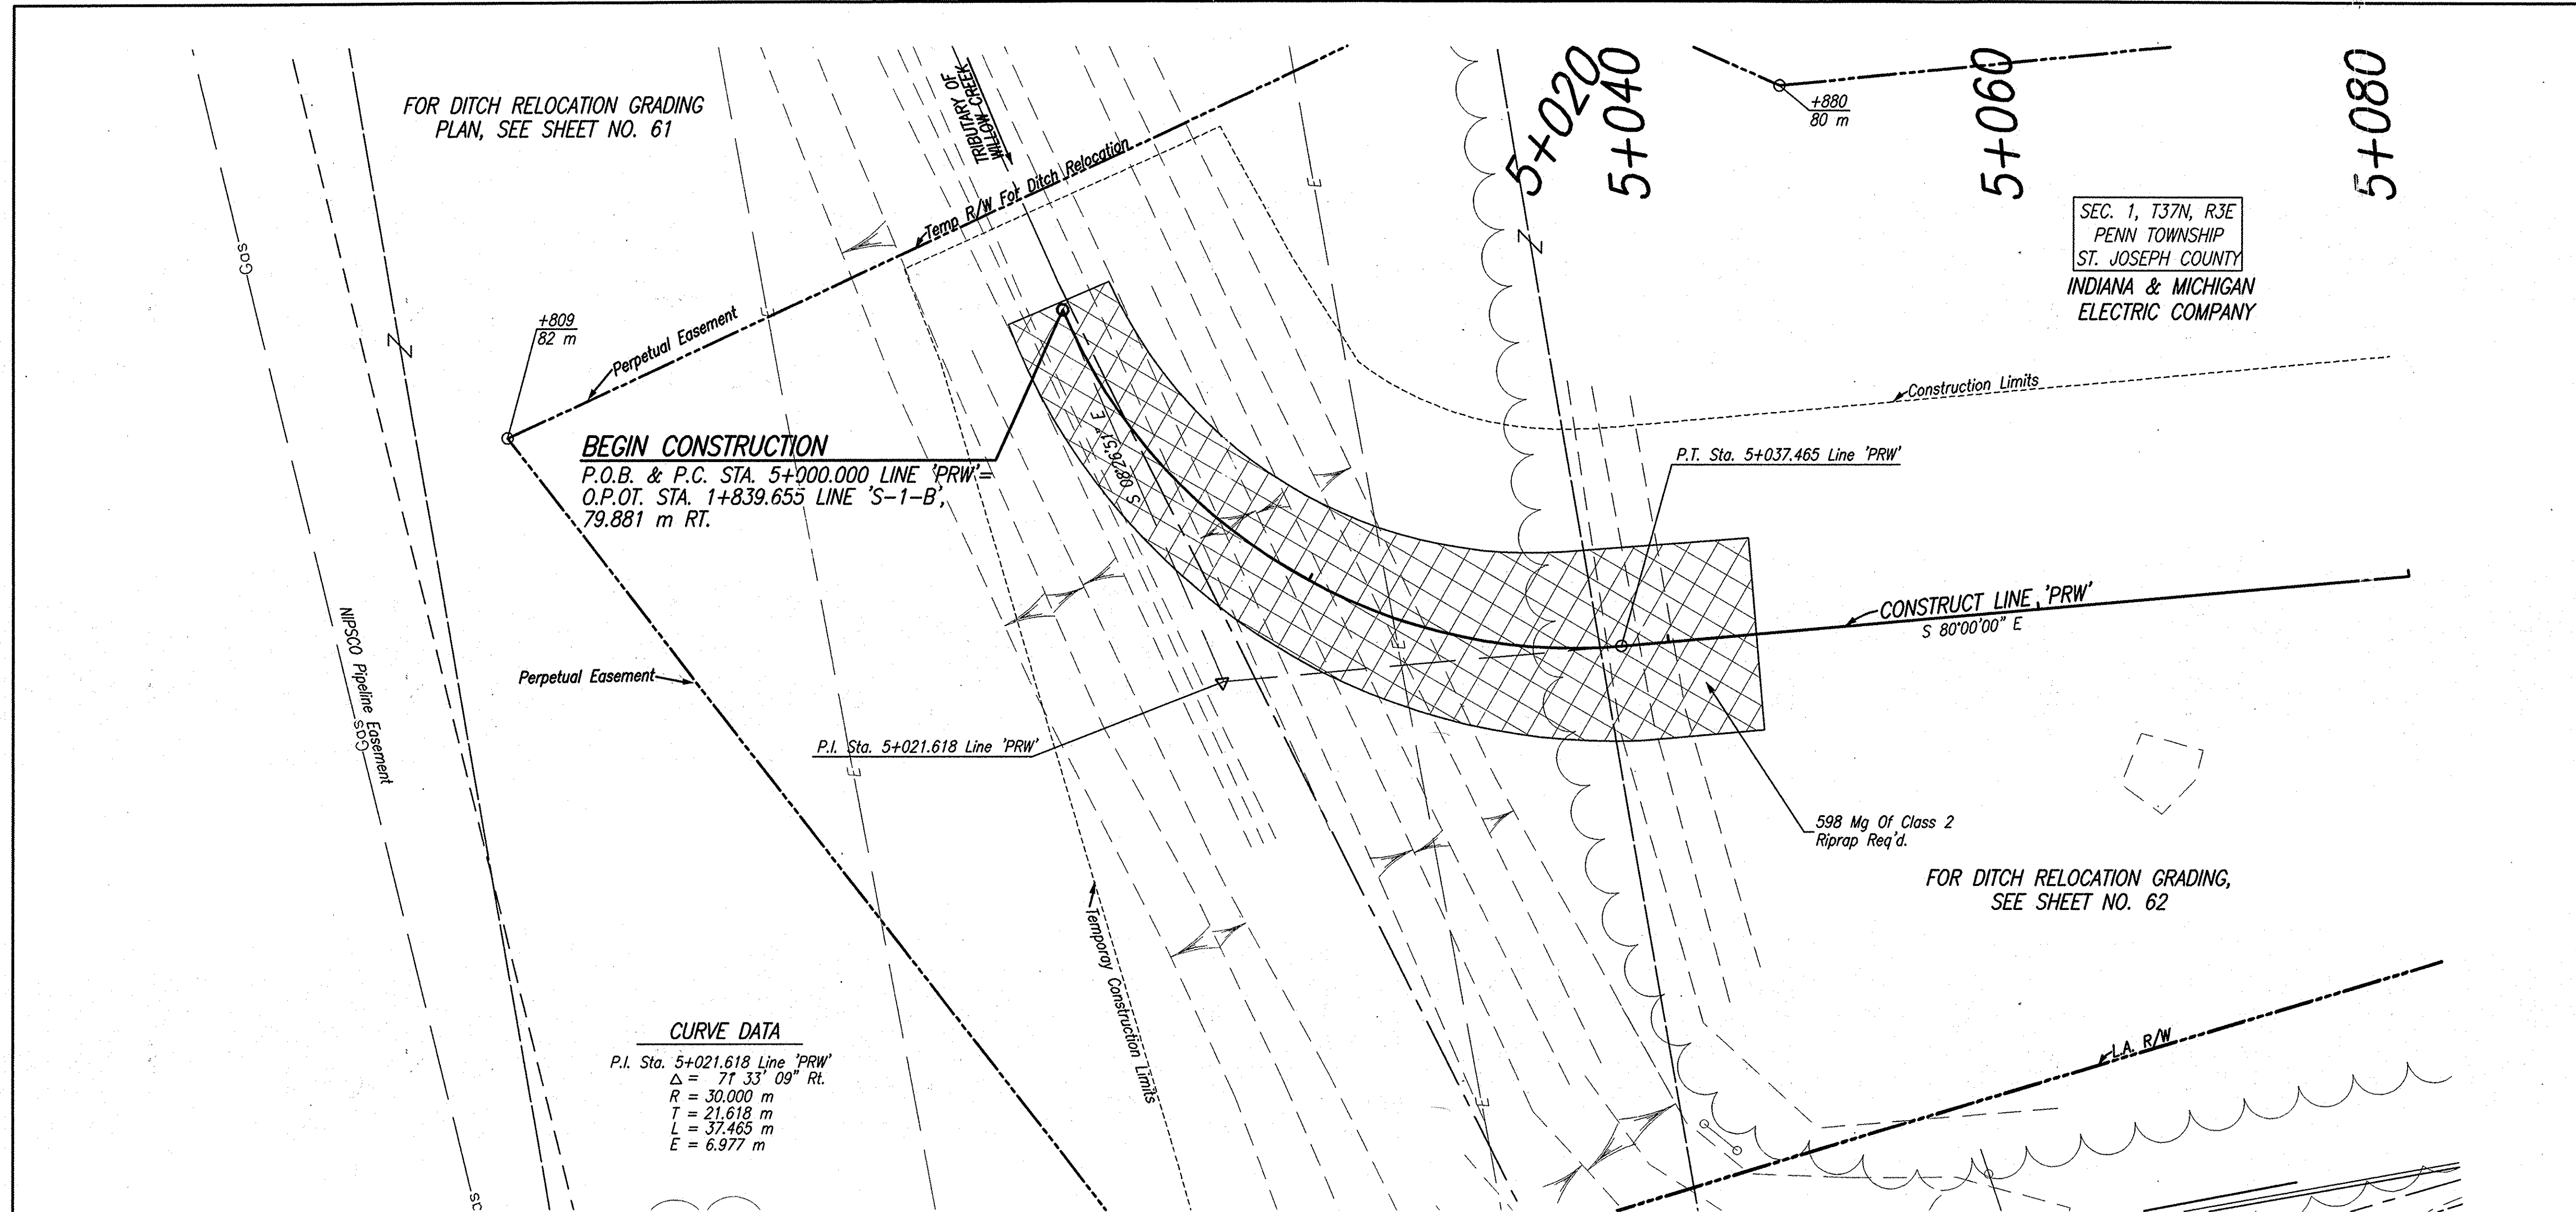 FOR DITCH RELOCATION GRADING
PLAN, SEE SHEET NO. 61
TRIBUTARY OF
WILLOW CREEK
Temp R/W For Ditch Relocation
5+020
5+040
5+060
5+080
+880
80 m
SEC. 1, T37N, R3E
PENN TOWNSHIP
ST. JOSEPH COUNTY
INDIANA & MICHIGAN
ELECTRIC COMPANY
Gas
+809
82 m
Perpetual Easement
Construction Limits
BEGIN CONSTRUCTION
P.O.B. & P.C. STA. 5+000.000 LINE 'PRW'=
O.P.OT. STA. 1+839.655 LINE 'S-1-B',
79.881 m RT.
S 08°26'51" E
P.T. Sta. 5+037.465 Line 'PRW'
CONSTRUCT LINE 'PRW'
S 80°00'00" E
NIPSCO Pipeline Easement
Gas
Perpetual Easement
P.I. Sta. 5+021.618 Line 'PRW'
598 Mg Of Class 2
Riprap Req'd.
FOR DITCH RELOCATION GRADING,
SEE SHEET NO. 62
Temporay Construction Limits
CURVE DATA
P.I. Sta. 5+021.618 Line 'PRW'
Δ = 71° 33' 09" Rt.
R = 30.000 m
T = 21.618 m
L = 37.465 m
E = 6.977 m
L.A. R/W
E
E
E
E
E
E